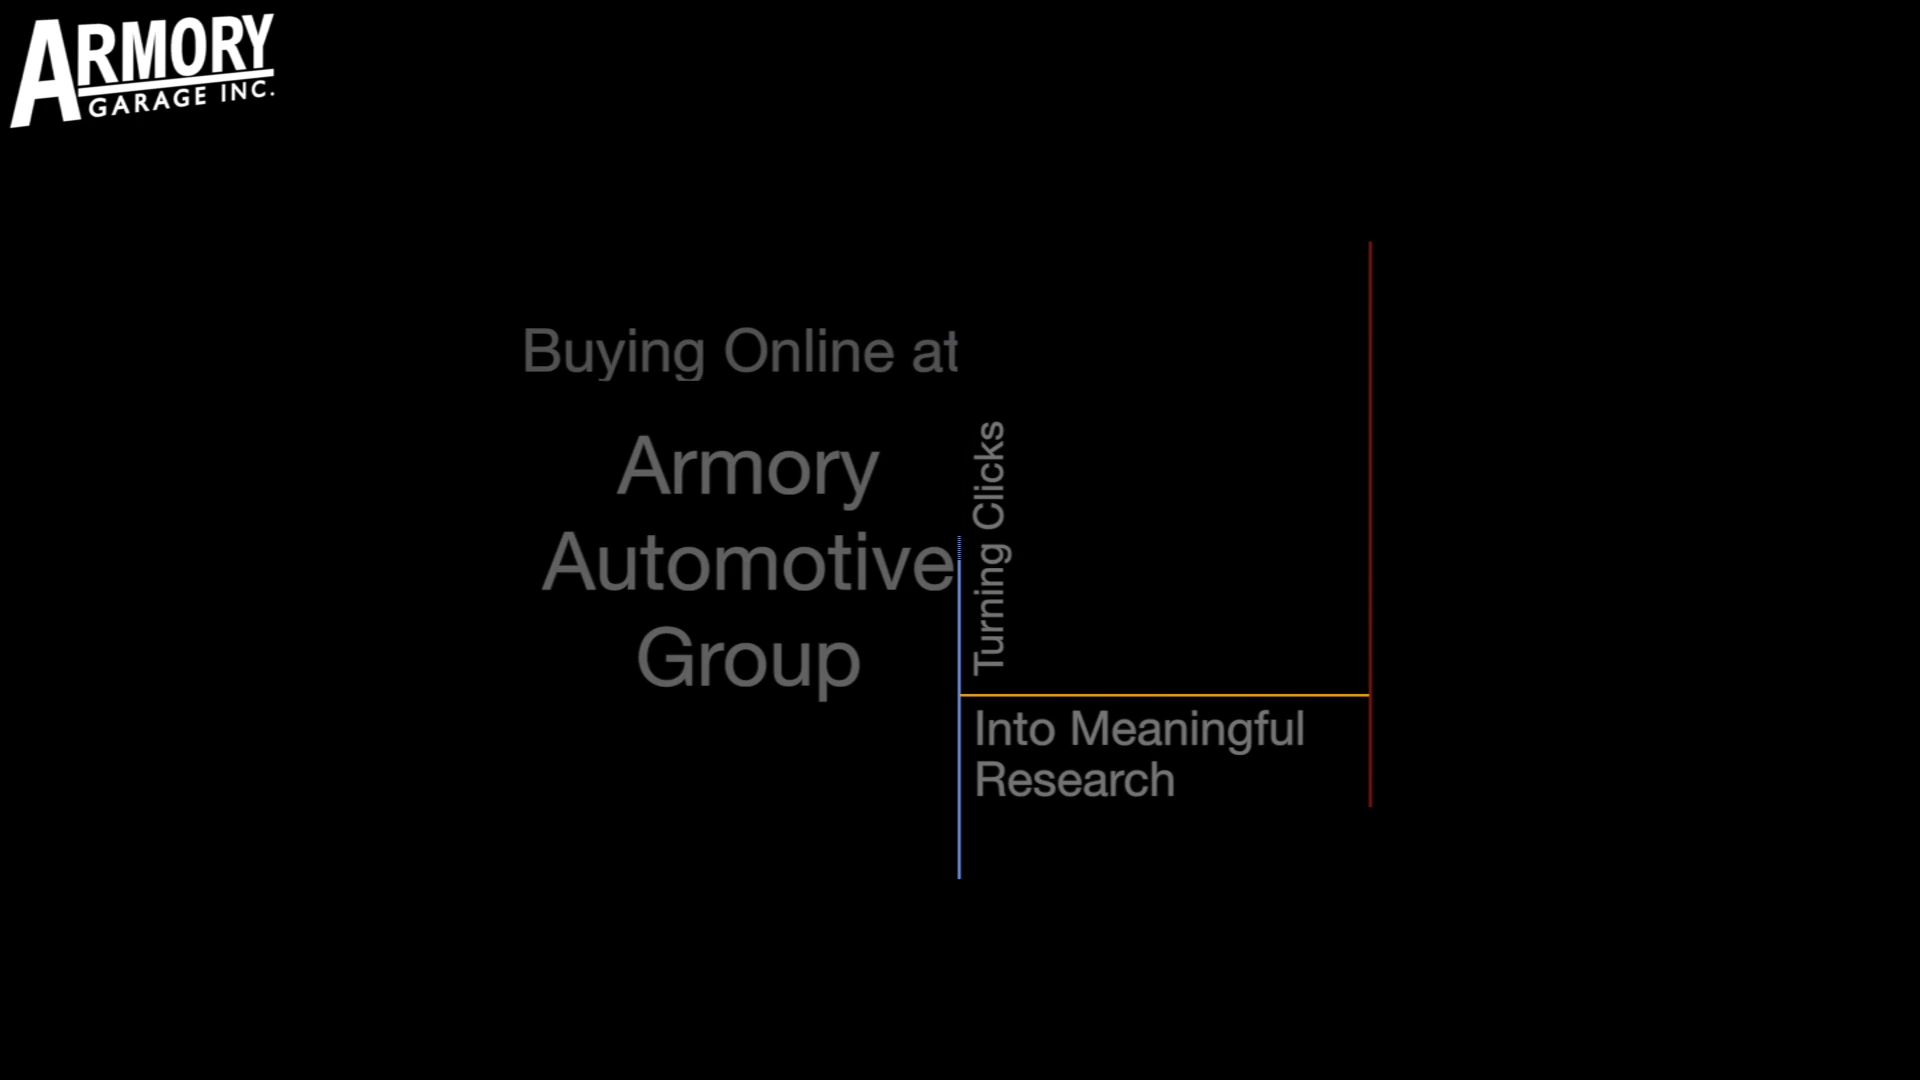 ARMORY
GARAGE INC.
Buying Online at
Armory
Automotive
Group
Turning Clicks
Into Meaningful
Research